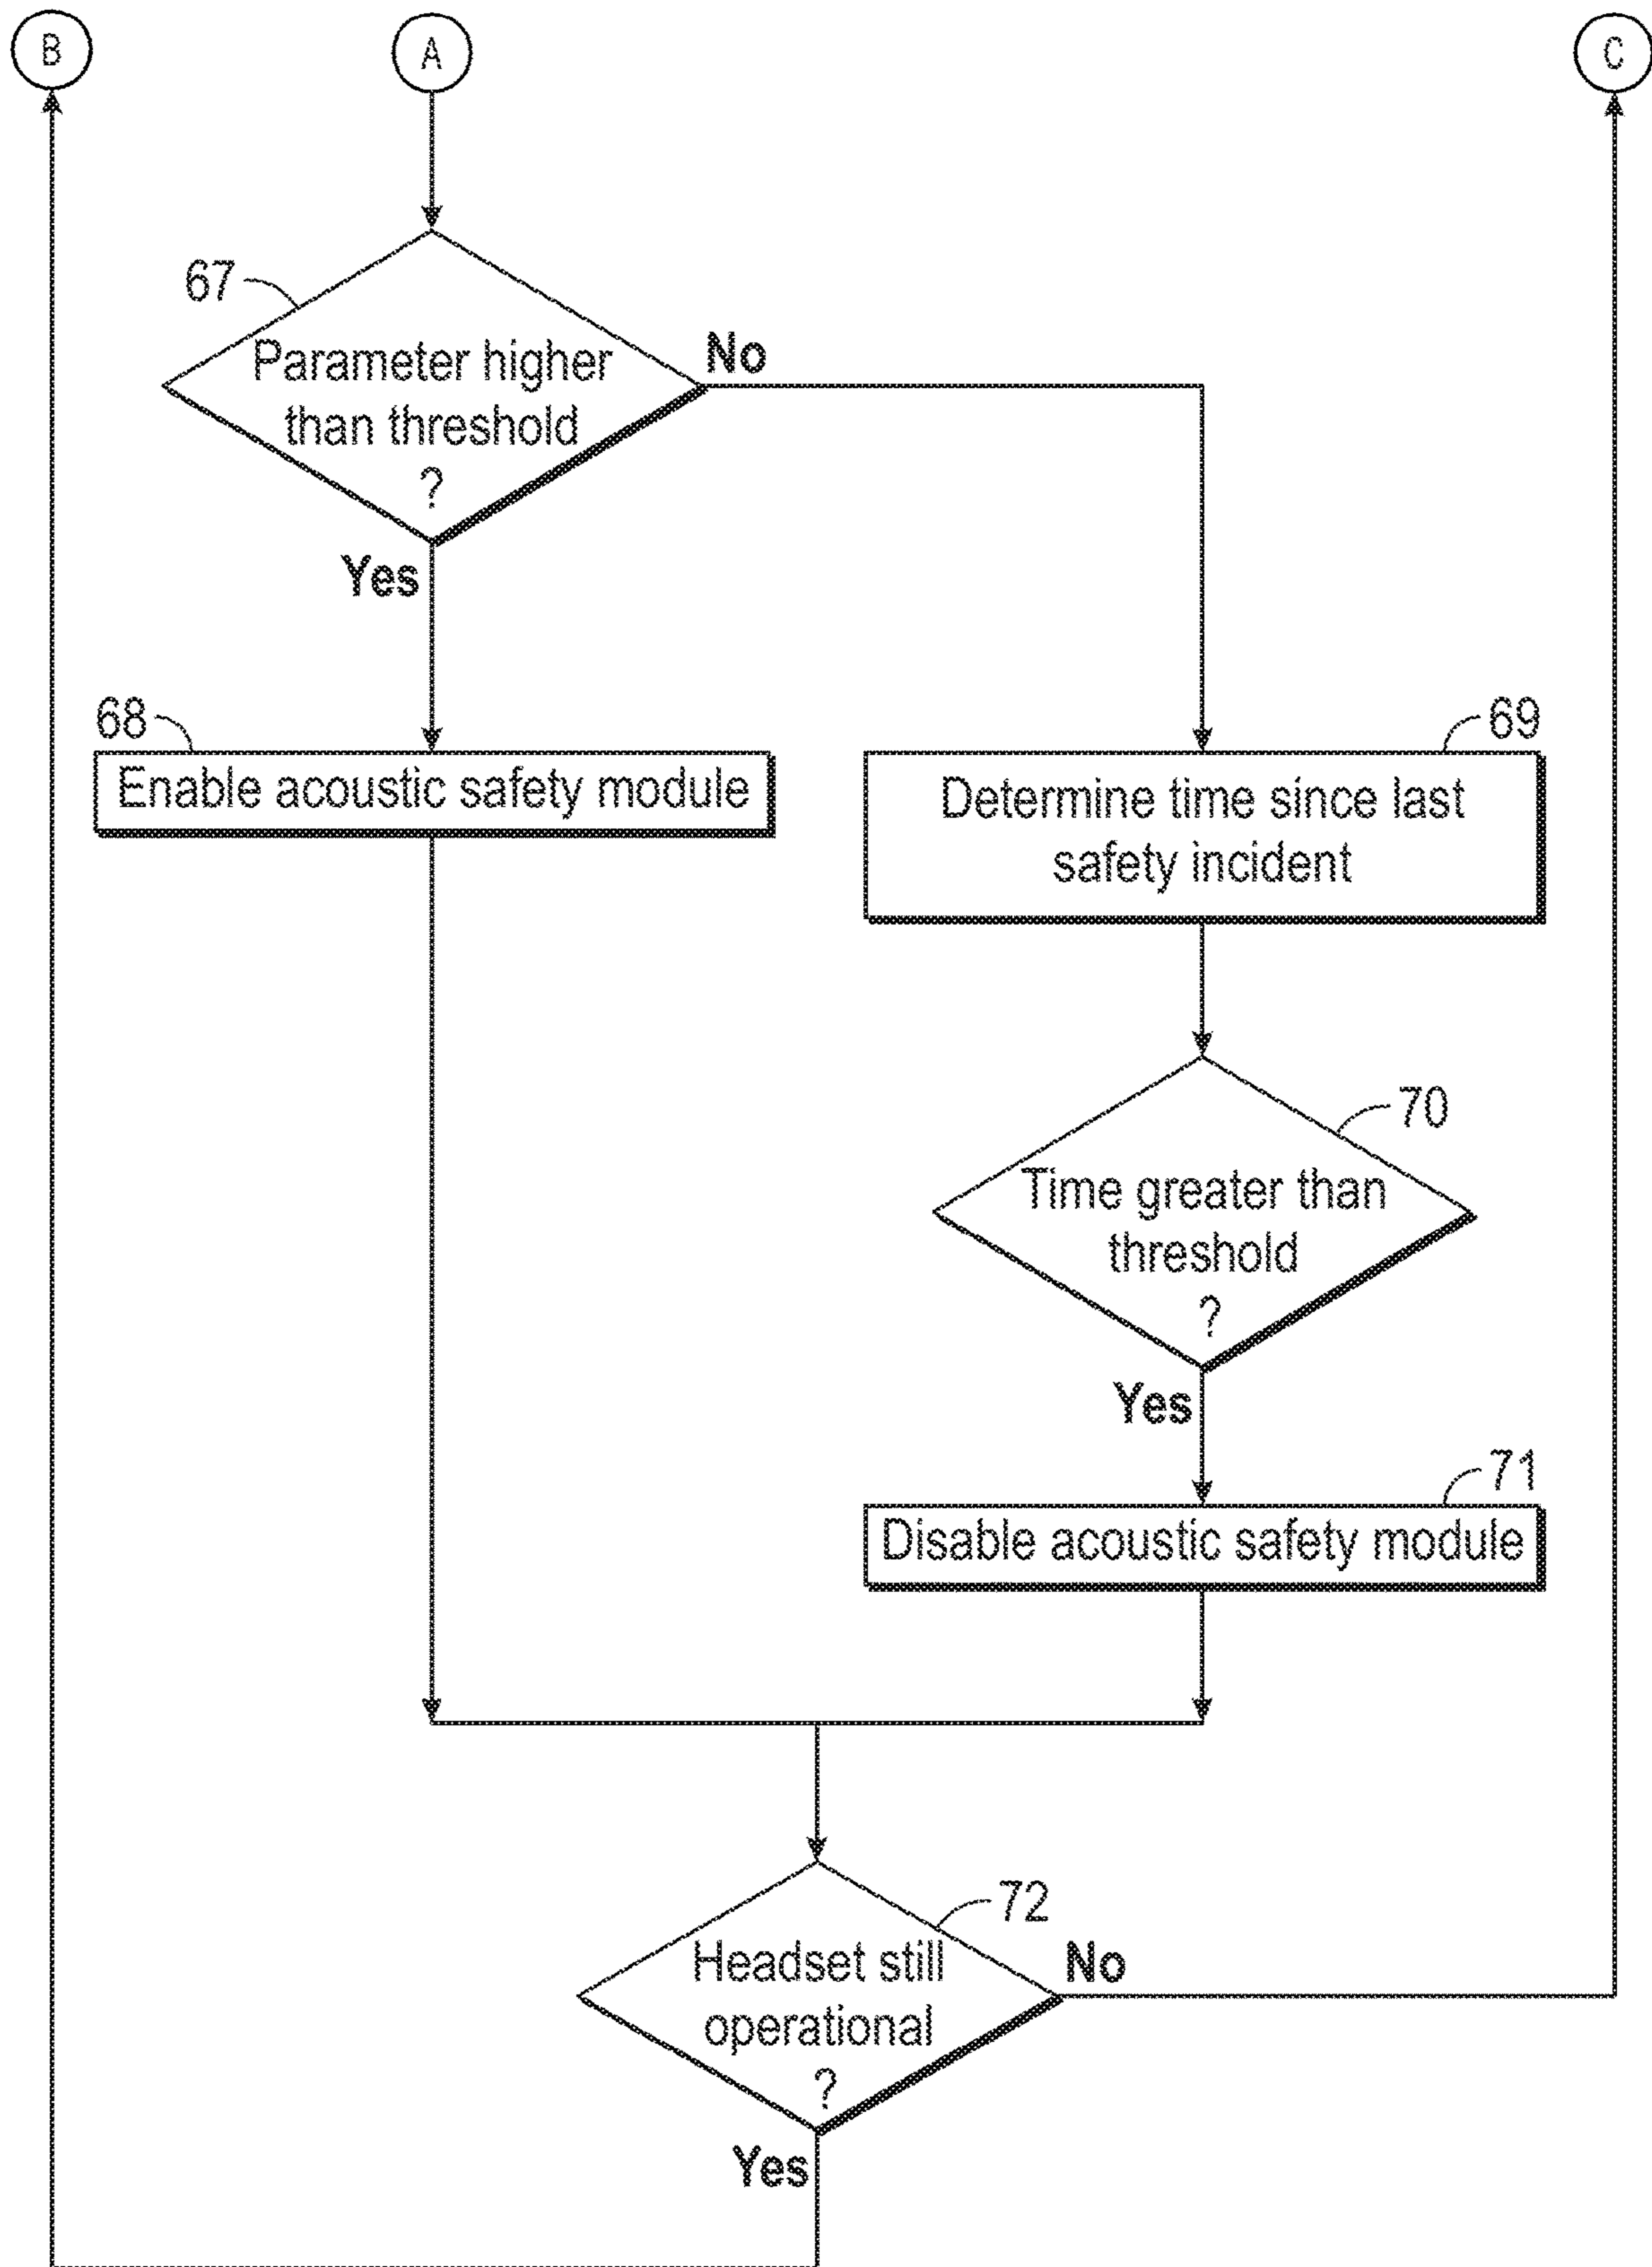 B
A
C
67
Parameter higher
than threshold
?
No
Yes
68
Enable acoustic safety module
69
Determine time since last
safety incident
70
Time greater than
threshold
?
Yes
71
Disable acoustic safety module
72
Headset still
operational
?
No
Yes